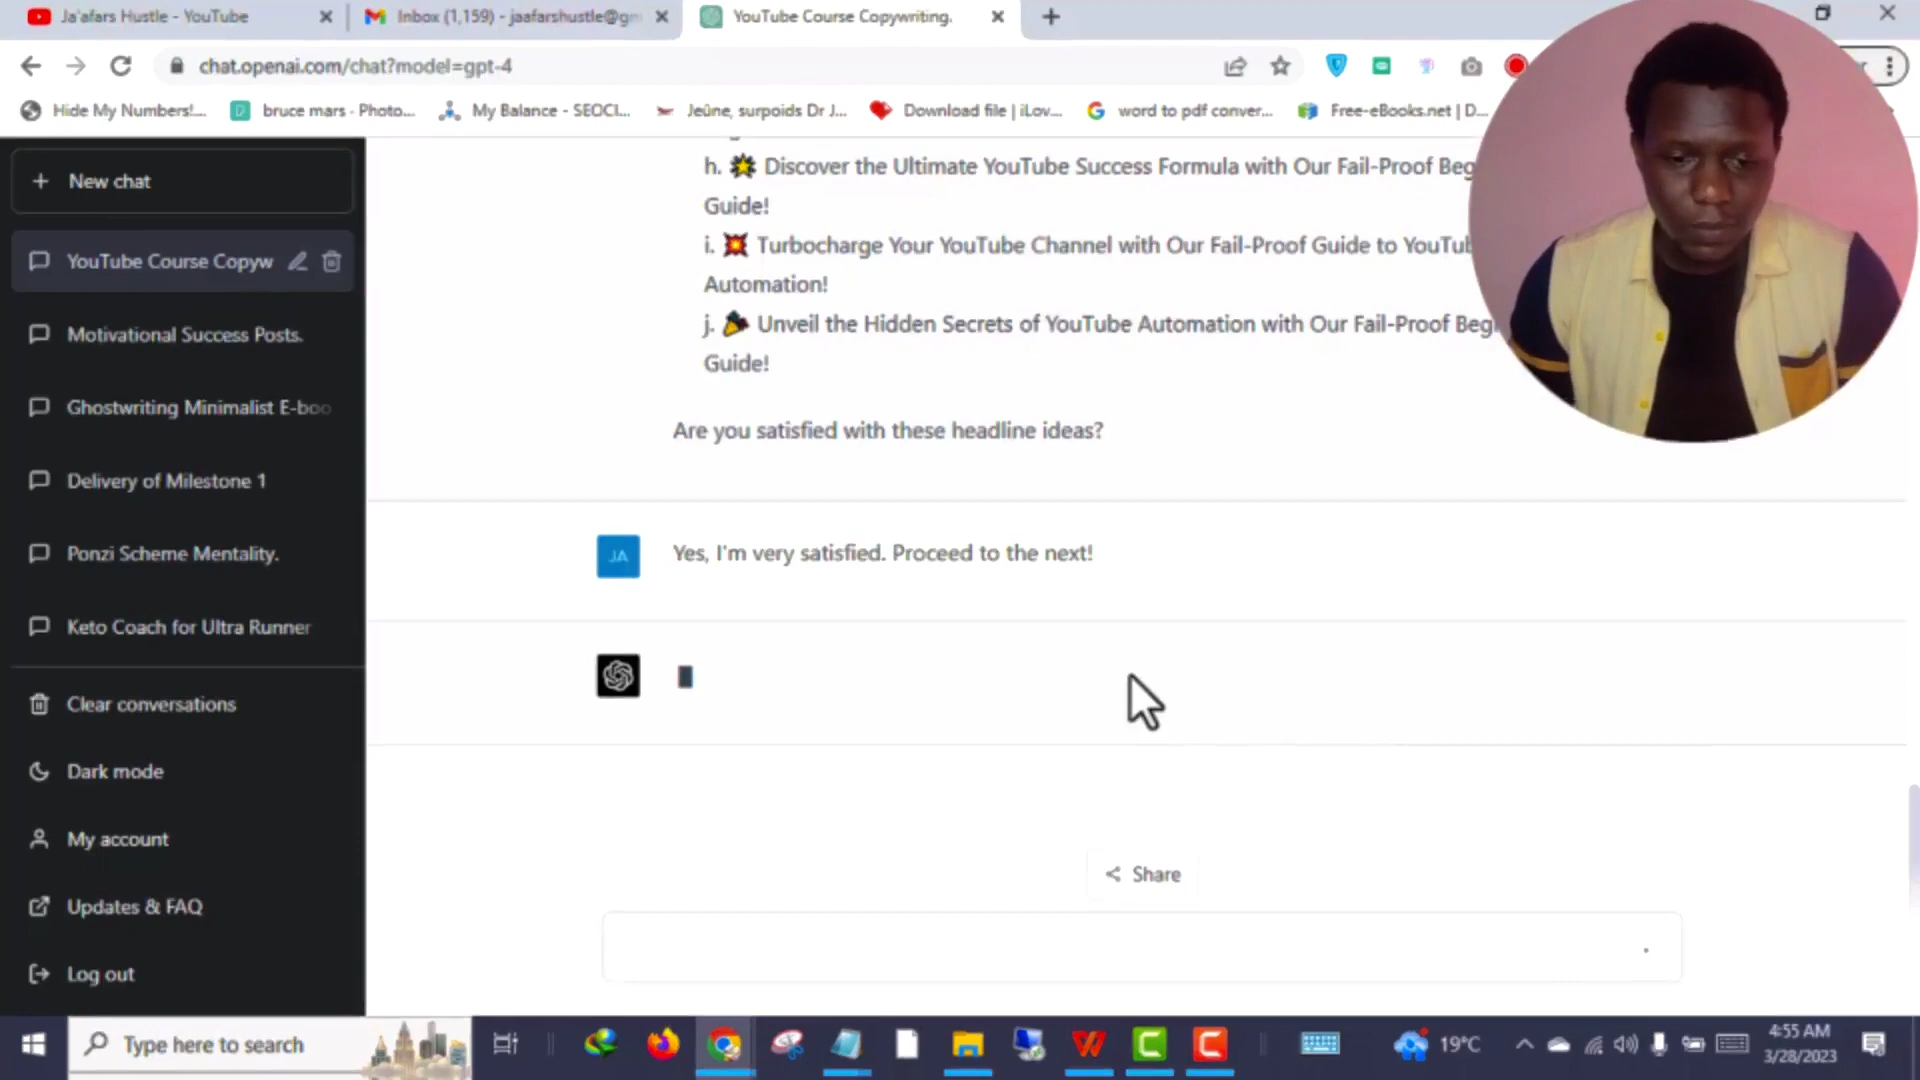 Ja'afars Hustle - YouTube
Inbox (1,159) - jaafarshustle@gm
YouTube Course Copywriting.
chat.openai.com/chat?model=gpt-4
Hide My Numbers!...
bruce mars - Photo...
My Balance - SEOCl...
Jeûne, surpoids Dr J...
Download file | iLov...
word to pdf conver...
Free-eBooks.net | D...
New chat
YouTube Course Copyw
Motivational Success Posts.
Ghostwriting Minimalist E-boo
Delivery of Milestone 1
Ponzi Scheme Mentality.
Keto Coach for Ultra Runner
Clear conversations
Dark mode
My account
Updates & FAQ
Log out
h. 🌟 Discover the Ultimate YouTube Success Formula with Our Fail-Proof Beg
Guide!
i. 💥 Turbocharge Your YouTube Channel with Our Fail-Proof Guide to YouTub
Automation!
j. 🎉 Unveil the Hidden Secrets of YouTube Automation with Our Fail-Proof Begi
Guide!
Are you satisfied with these headline ideas?
JA
Yes, I'm very satisfied. Proceed to the next!
Share
Type here to search
19°C
4:55 AM
3/28/2023